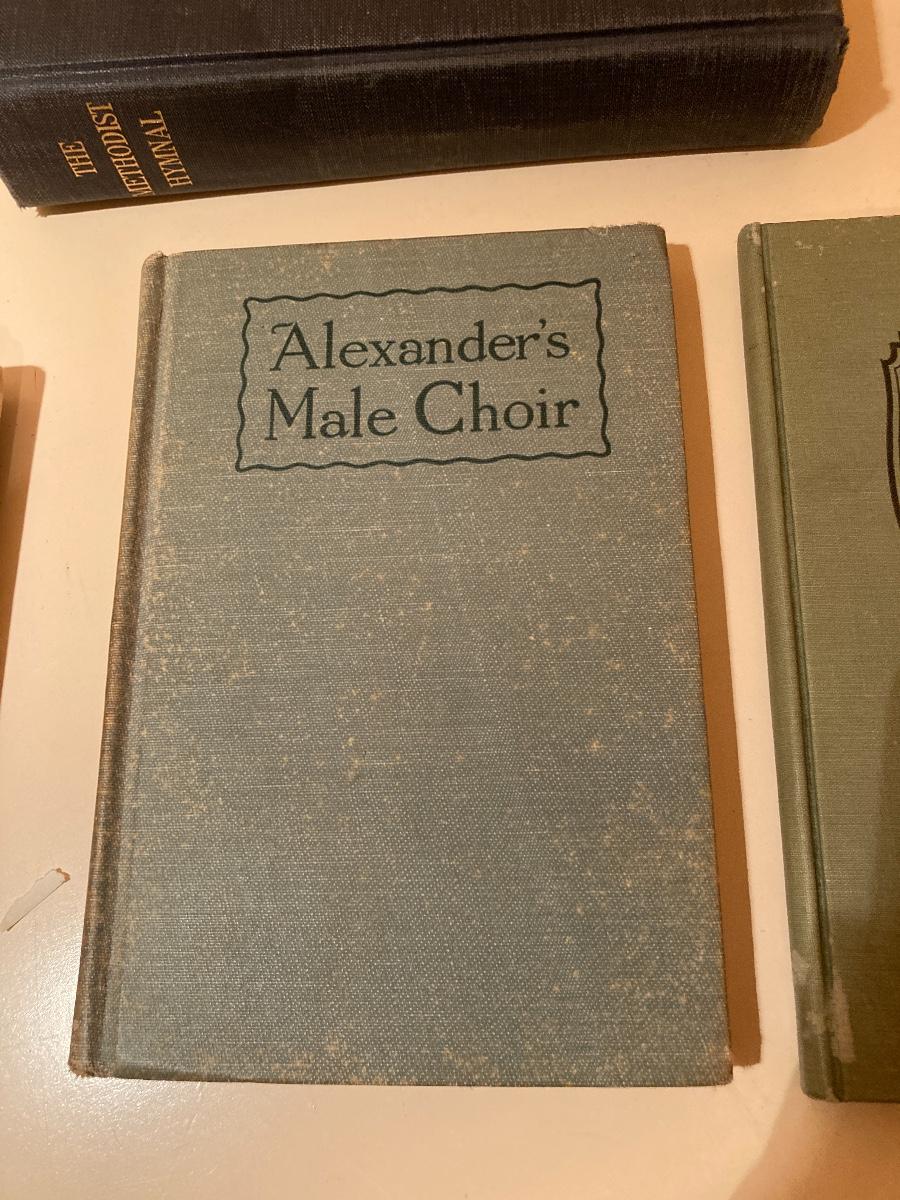 THE
METHODIST
HYMNAL
Alexander's
Male Choir